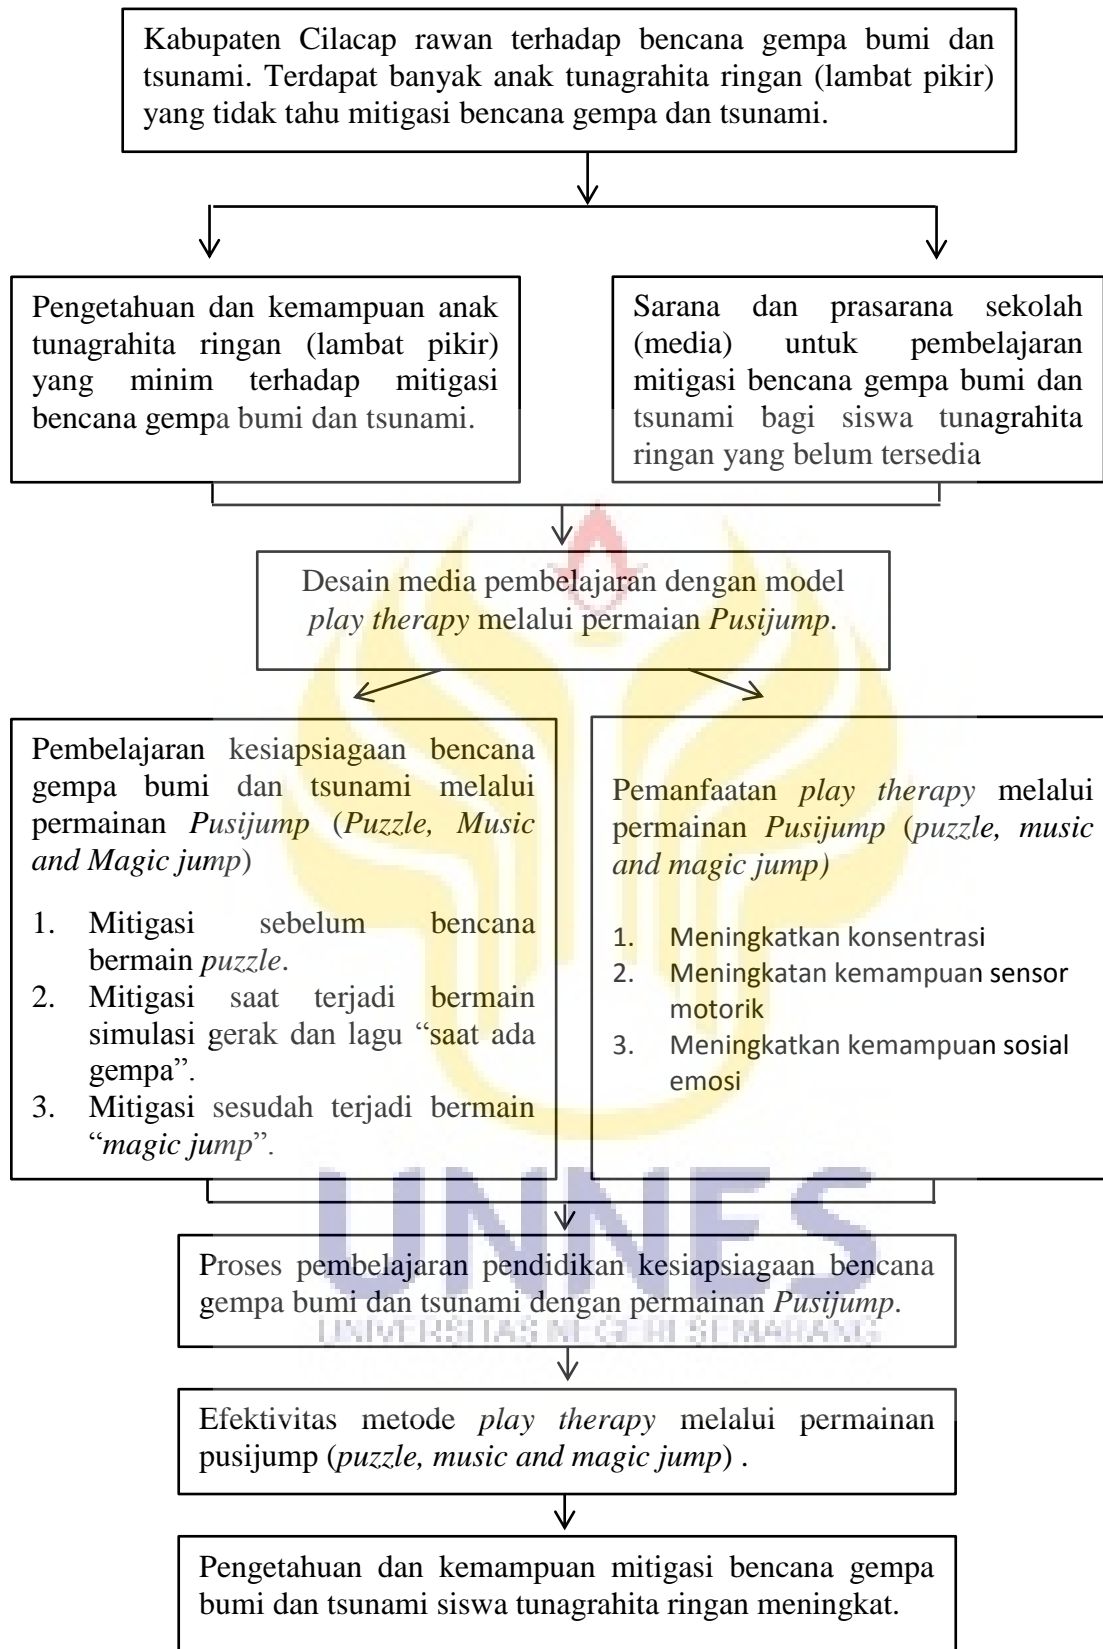 Kabupaten Cilacap rawan terhadap bencana gempa bumi dan
tsunami. Terdapat banyak anak tunagrahita ringan (lambat pikir)
yang tidak tahu mitigasi bencana gempa dan tsunami.
Pengetahuan dan kemampuan anak
tunagrahita ringan (lambat pikir)
yang minim terhadap mitigasi
bencana gempa bumi dan tsunami.
Sarana dan prasarana sekolah
(media) untuk pembelajaran
mitigasi bencana gempa bumi dan
tsunami bagi siswa tunagrahita
ringan yang belum tersedia
Desain media pembelajaran dengan model
play therapy melalui permaian Pusijump.
Pembelajaran kesiapsiagaan bencana
gempa bumi dan tsunami melalui
permainan Pusijump (Puzzle, Music
and Magic jump)
1. Mitigasi sebelum bencana
bermain puzzle.
2. Mitigasi saat terjadi bermain
simulasi gerak dan lagu “saat ada
gempa”.
3. Mitigasi sesudah terjadi bermain
“magic jump”.
Pemanfaatan play therapy melalui
permainan Pusijump (puzzle, music
and magic jump)
1. Meningkatkan konsentrasi
2. Meningkatan kemampuan sensor
motorik
3. Meningkatkan kemampuan sosial
emosi
UNNES
Proses pembelajaran pendidikan kesiapsiagaan bencana
gempa bumi dan tsunami dengan permainan Pusijump.
UNIVERSITAS NEGERI SEMARANG
Efektivitas metode play therapy melalui permainan
pusijump (puzzle, music and magic jump) .
Pengetahuan dan kemampuan mitigasi bencana gempa
bumi dan tsunami siswa tunagrahita ringan meningkat.